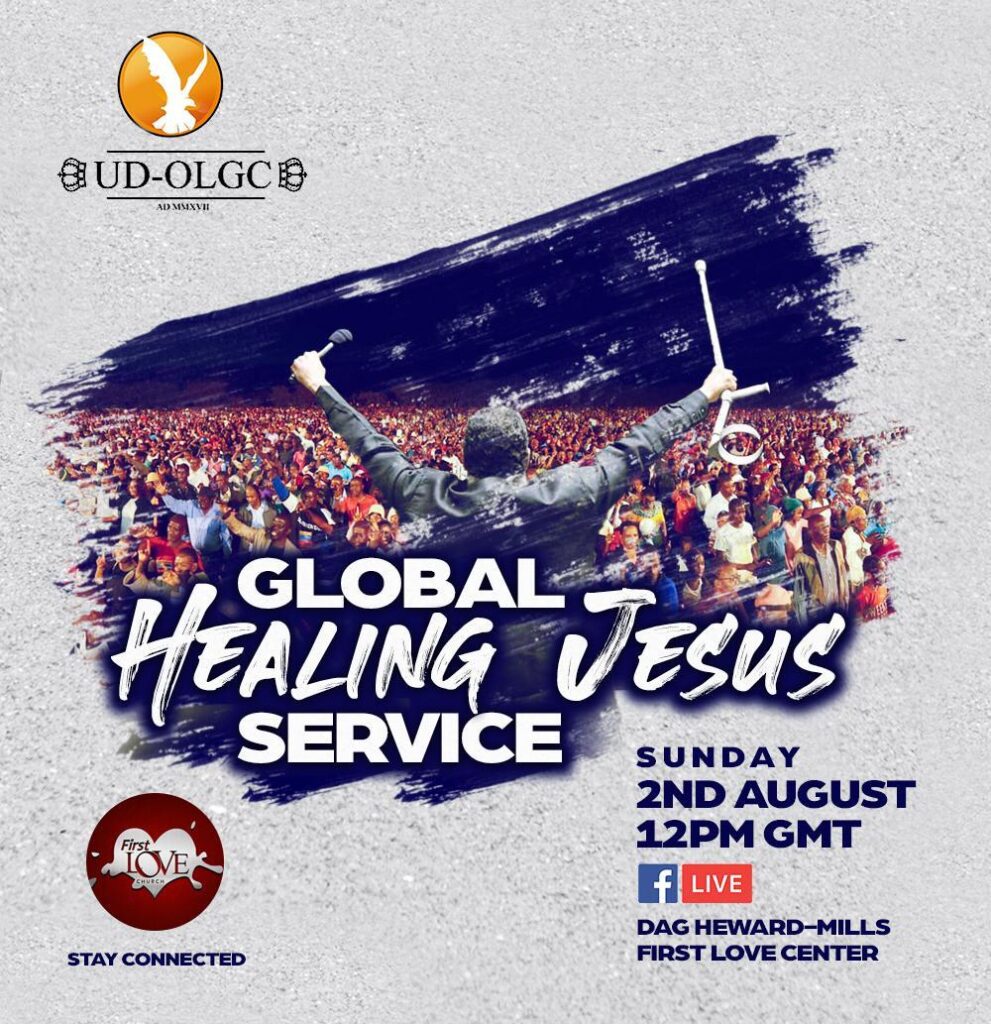 UD-OLGC
AD MMXVII
GLOBAL
HEALING JESUS
SERVICE
SUNDAY
2ND AUGUST
12PM GMT
f LIVE
DAG HEWARD-MILLS
FIRST LOVE CENTER
First
LOVE
CHURCH
STAY CONNECTED